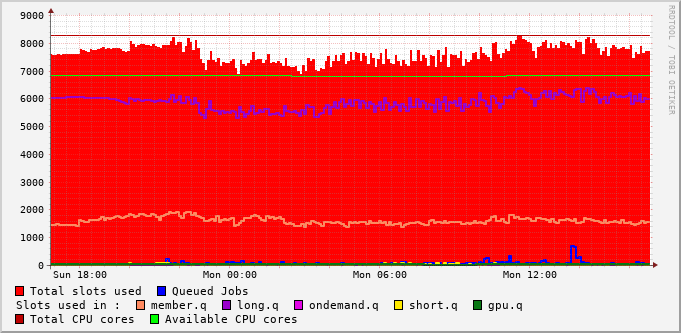 9000
8000
7000
6000
5000
4000
3000
2000
1000
0
Sun 18:00 Mon 00:00 Mon 06:00 Mon 12:00
RRDTOOL / TOBI OETIKER
Total slots used Queued Jobs
Slots used in : member.q long.q ondemand.q short.q gpu.q
Total CPU cores Available CPU cores